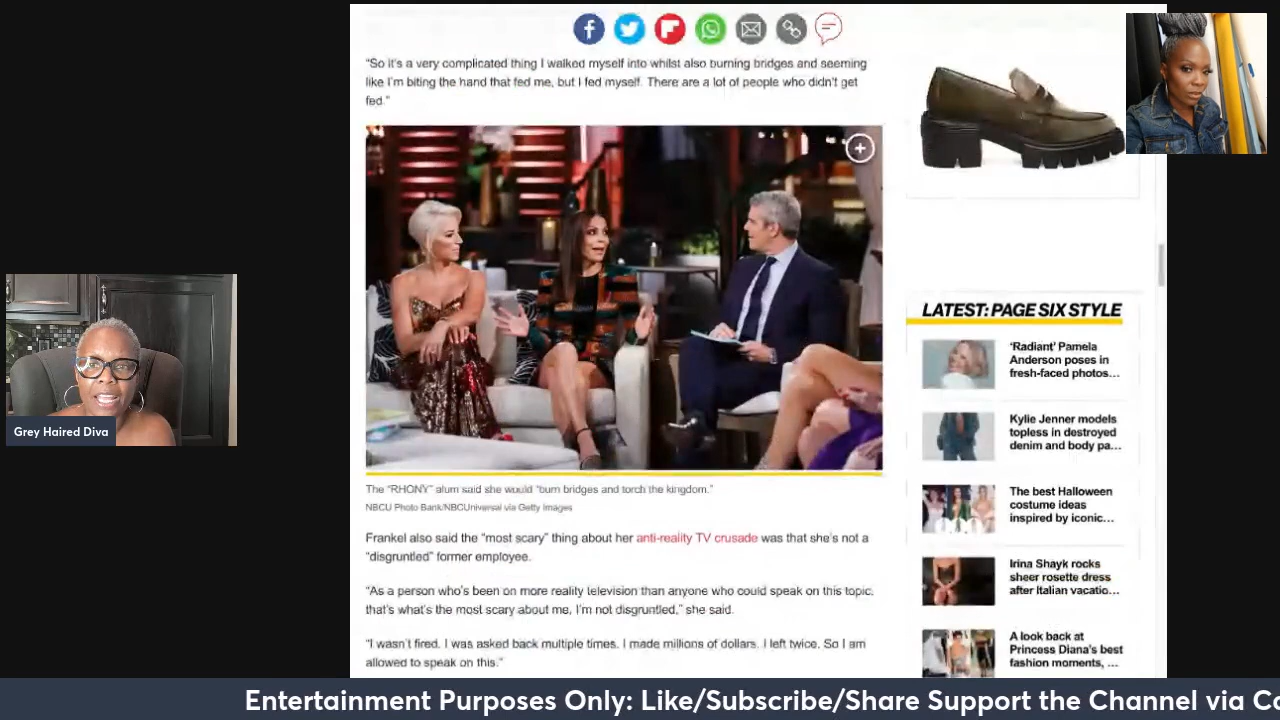 “So it’s a very complicated thing I walked myself into whilst also burning bridges and seeming
like I’m biting the hand that fed me, but I fed myself. There are a lot of people who didn’t get
fed.”
The “RHONY” alum said she would “burn bridges and torch the kingdom.”
NBCU Photo Bank/NBCUniversal via Getty Images
Frankel also said the “most scary” thing about her anti-reality TV crusade was that she’s not a
“disgruntled” former employee.
“As a person who’s been on more reality television than anyone who could speak on this topic,
that’s what’s the most scary about me, I’m not disgruntled,” she said.
“I wasn’t fired. I was asked back multiple times. I made millions of dollars. I left twice. So I am
allowed to speak on this.”
LATEST: PAGE SIX STYLE
‘Radiant’ Pamela
Anderson poses in
fresh-faced photos...
Kylie Jenner models
topless in destroyed
denim and body pa...
The best Halloween
costume ideas
inspired by iconic...
Irina Shayk rocks
sheer rosette dress
after Italian vacatio...
A look back at
Princess Diana’s best
fashion moments, ...
Grey Haired Diva
Entertainment Purposes Only: Like/Subscribe/Share Support the Channel via Ca